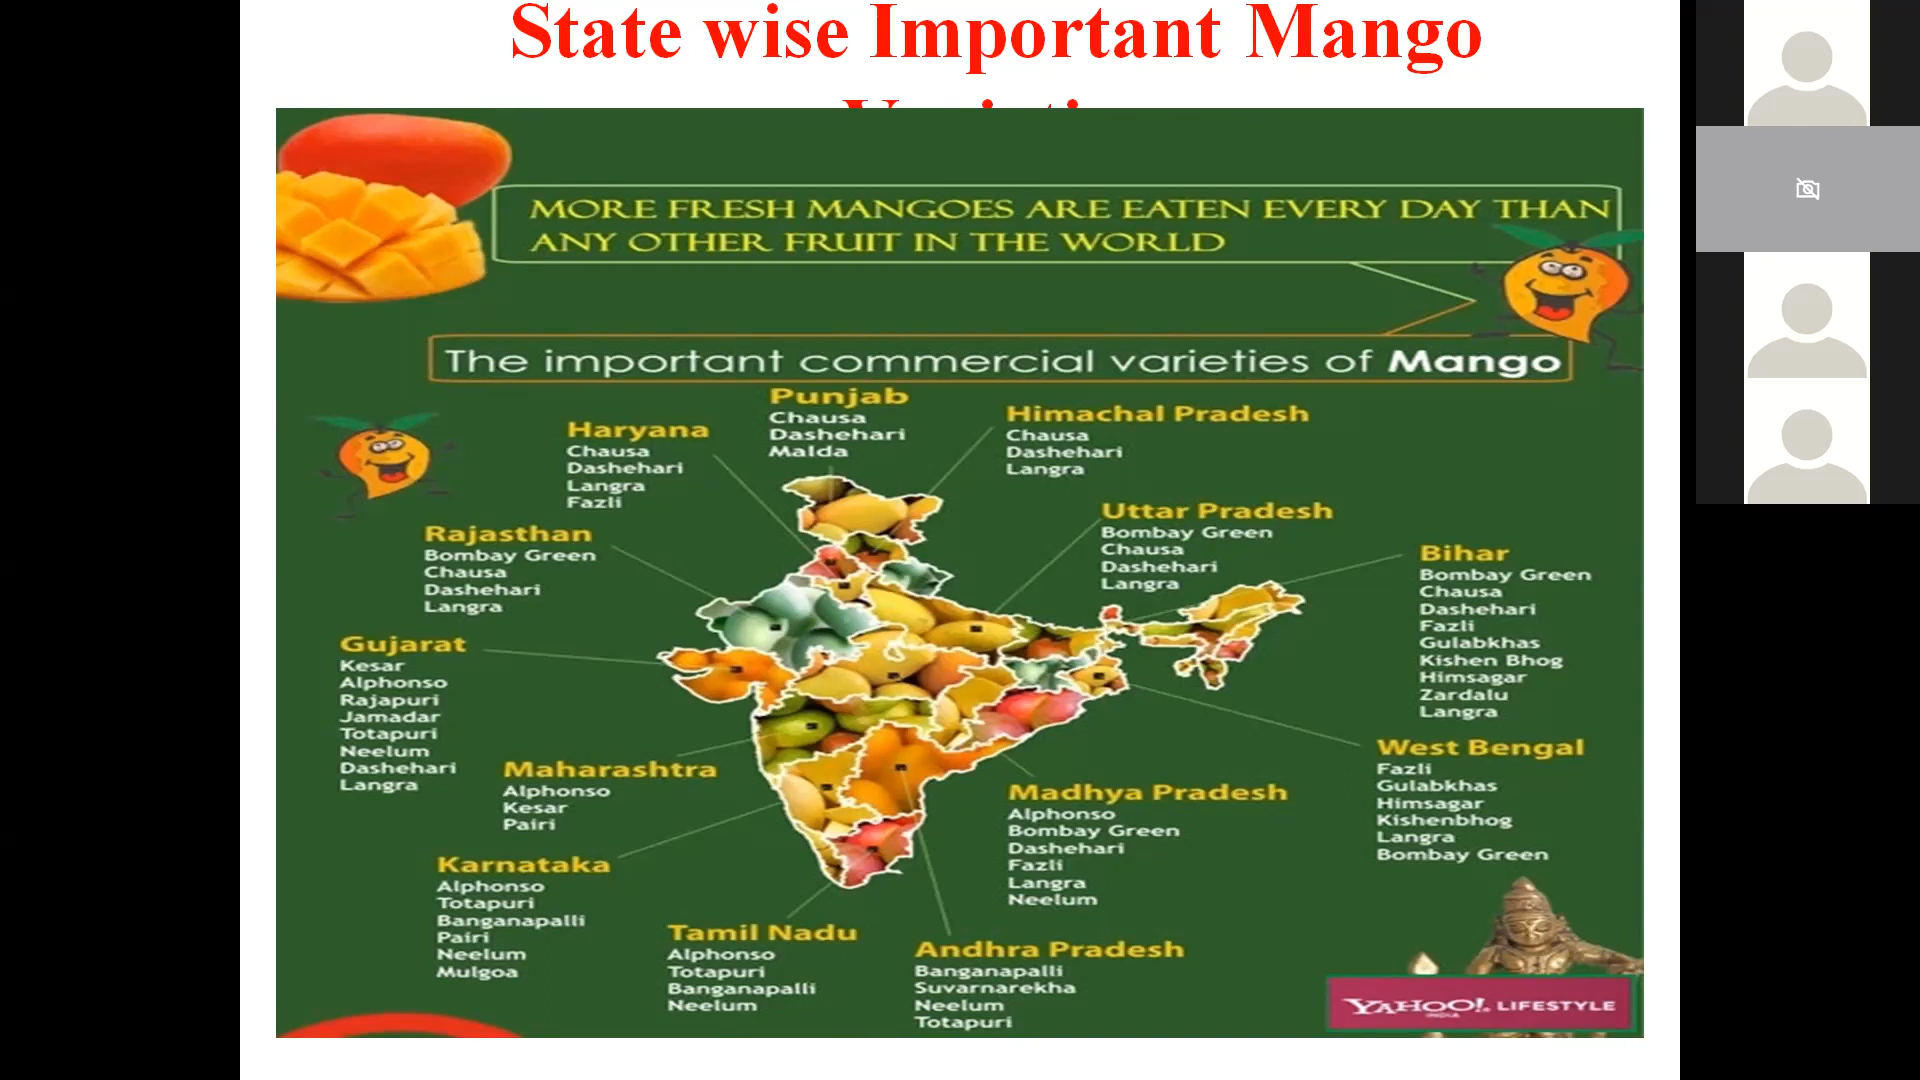 State wise Important Mango
MORE FRESH MANGOES ARE EATEN EVERY DAY THAN
ANY OTHER FRUIT IN THE WORLD
The important commercial varieties of Mango
Punjab
Chausa
Dashehari
Malda
Haryana
Chausa
Dashehari
Langra
Fazli
Himachal Pradesh
Chausa
Dashehari
Langra
Rajasthan
Bombay Green
Chausa
Dashehari
Langra
Uttar Pradesh
Bombay Green
Chausa
Dashehari
Langra
Bihar
Bombay Green
Chausa
Dashehari
Fazli
Gulabkhas
Kishen Bhog
Himsagar
Zardalu
Langra
Gujarat
Kesar
Alphonso
Rajapuri
Jamadar
Totapuri
Neelum
Dashehari
Langra
Maharashtra
Alphonso
Kesar
Pairi
West Bengal
Fazli
Gulabkhas
Himsagar
Kishenbhog
Langra
Bombay Green
Madhya Pradesh
Alphonso
Bombay Green
Dashehari
Fazli
Langra
Neelum
Karnataka
Alphonso
Totapuri
Banganapalli
Pairi
Neelum
Mulgoa
Tamil Nadu
Alphonso
Totapuri
Banganapalli
Neelum
Andhra Pradesh
Banganapalli
Suvarnarekha
Neelum
Totapuri
YAHOO! LIFESTYLE
INDIA